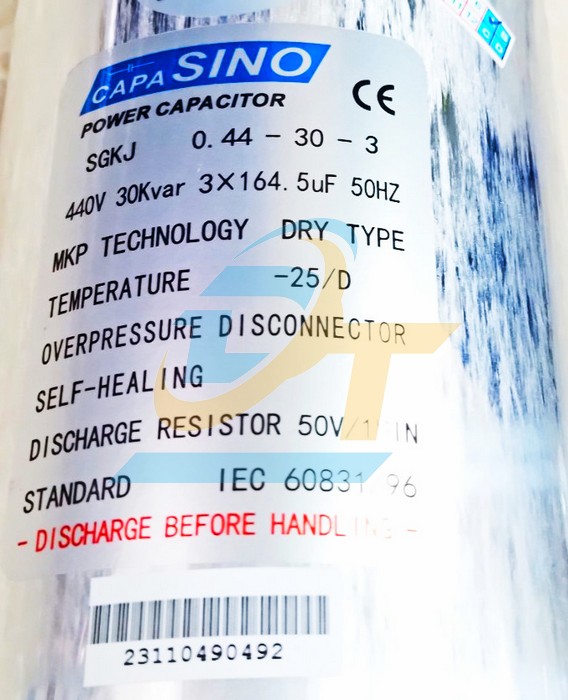 CAPA SINO
POWER CAPACITOR
CE
SGKJ 0.44 - 30 - 3
440V 30Kvar 3×164.5uF 50HZ
MKP TECHNOLOGY DRY TYPE
TEMPERATURE -25/D
OVERPRESSURE DISCONNECTOR
SELF-HEALING
DISCHARGE RESISTOR 50V/1MIN
STANDARD IEC 60831 96
- DISCHARGE BEFORE HANDLING -
23110490492
DT